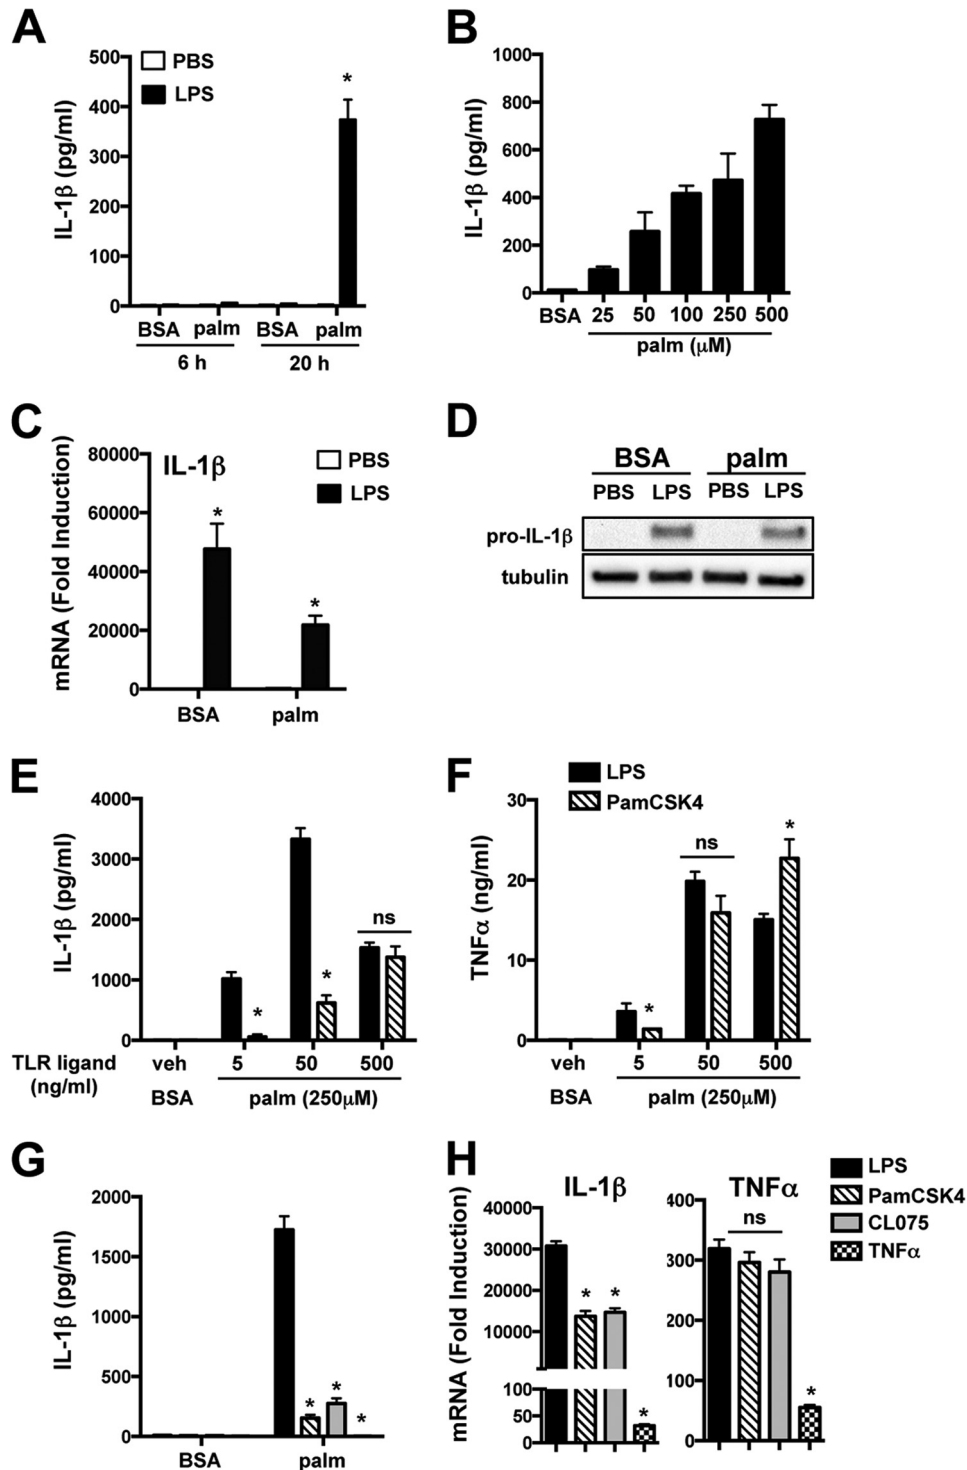 A
IL-1β (pg/ml)
500
400
300
200
100
0
PBS
LPS
*
BSA palm BSA palm
6 h 20 h
B
IL-1β (pg/ml)
1000
800
600
400
200
0
BSA 25 50 100 250 500
palm (μM)
C
mRNA (Fold Induction)
80000
60000
40000
20000
0
IL-1β
PBS
LPS
*
*
BSA palm
D
BSA palm
PBS LPS PBS LPS
pro-IL-1β
tubulin
E
IL-1β (pg/ml)
4000
3000
2000
1000
0
*
*
ns
TLR ligand
(ng/ml)
veh 5 50 500
BSA palm (250μM)
F
LPS
PamCSK4
TNFα (ng/ml)
30
20
10
0
*
ns
*
veh 5 50 500
BSA palm (250μM)
G
IL-1β (pg/ml)
2000
1500
1000
500
0
*
*
*
BSA palm
H
mRNA (Fold Induction)
IL-1β
40000
30000
20000
10000
100
50
0
* *
*
TNFα
400
300
200
100
0
ns
*
LPS
PamCSK4
CL075
TNFα